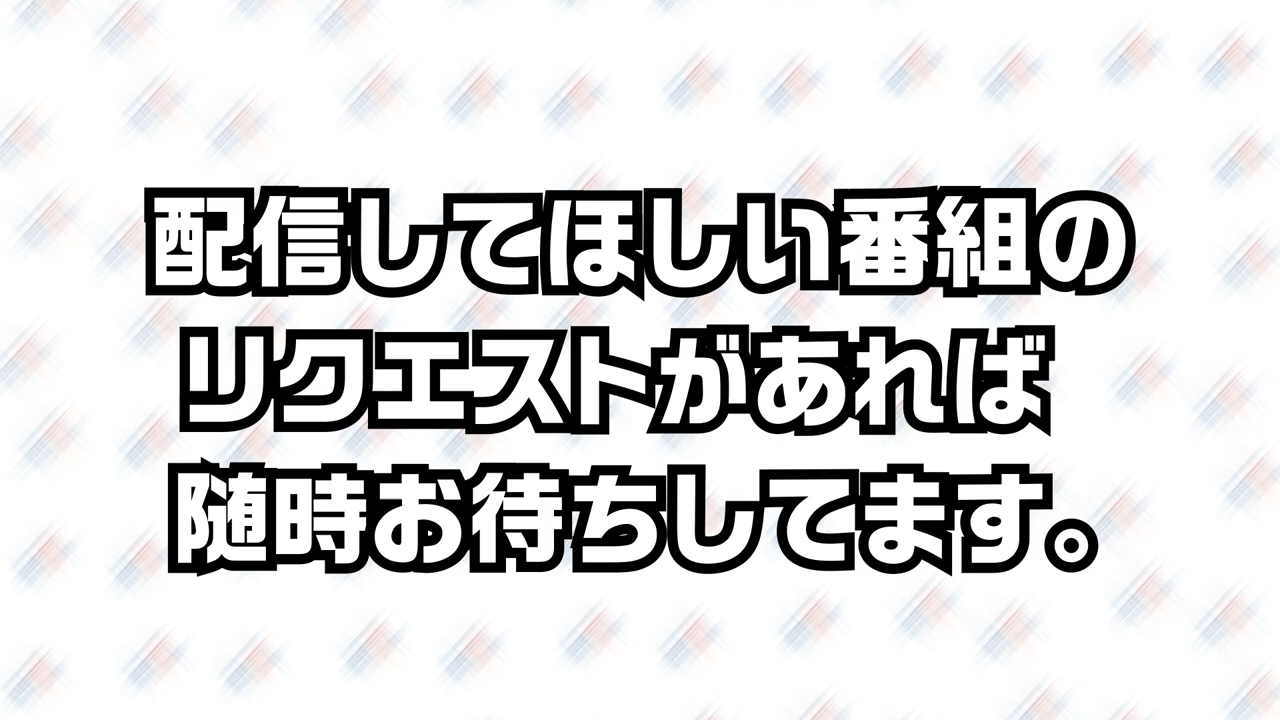 配信してほしい番組の
リクエストがあれば
随時お待ちしてます。